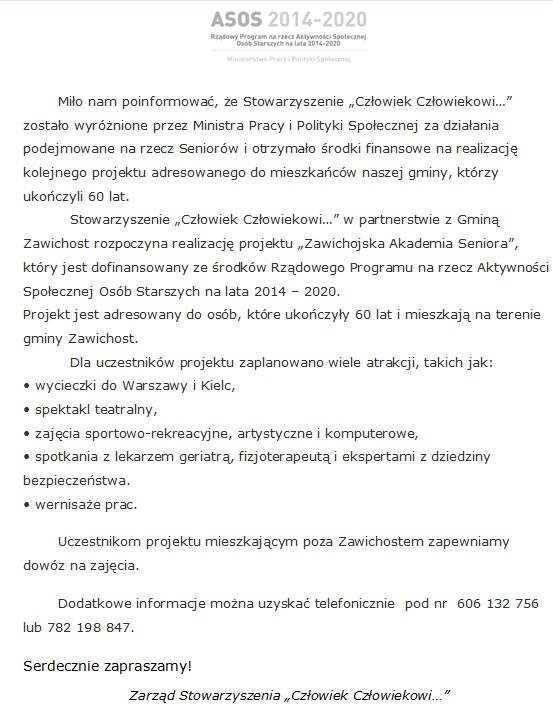 ASOS 2014-2020
Rządowy Program na rzecz Aktywności Społecznej
Osób Starszych na lata 2014-2020
Ministerstwo Pracy i Polityki Społecznej
Miło nam poinformować, że Stowarzyszenie „Człowiek Człowiekowi…”
zostało wyróżnione przez Ministra Pracy i Polityki Społecznej za działania
podejmowane na rzecz Seniorów i otrzymało środki finansowe na realizację
kolejnego projektu adresowanego do mieszkańców naszej gminy, którzy
ukończyli 60 lat.
Stowarzyszenie „Człowiek Człowiekowi…” w partnerstwie z Gminą
Zawichost rozpoczyna realizację projektu „Zawichojska Akademia Seniora”,
który jest dofinansowany ze środków Rządowego Programu na rzecz Aktywności
Społecznej Osób Starszych na lata 2014 – 2020.
Projekt jest adresowany do osób, które ukończyły 60 lat i mieszkają na terenie
gminy Zawichost.
Dla uczestników projektu zaplanowano wiele atrakcji, takich jak:
• wycieczki do Warszawy i Kielc,
• spektakl teatralny,
• zajęcia sportowo-rekreacyjne, artystyczne i komputerowe,
• spotkania z lekarzem geriatrą, fizjoterapeutą i ekspertami z dziedziny
bezpieczeństwa.
• wernisaże prac.
Uczestnikom projektu mieszkającym poza Zawichostem zapewniamy
dowóz na zajęcia.
Dodatkowe informacje można uzyskać telefonicznie pod nr 606 132 756
lub 782 198 847.
Serdecznie zapraszamy!
Zarząd Stowarzyszenia „Człowiek Człowiekowi…”